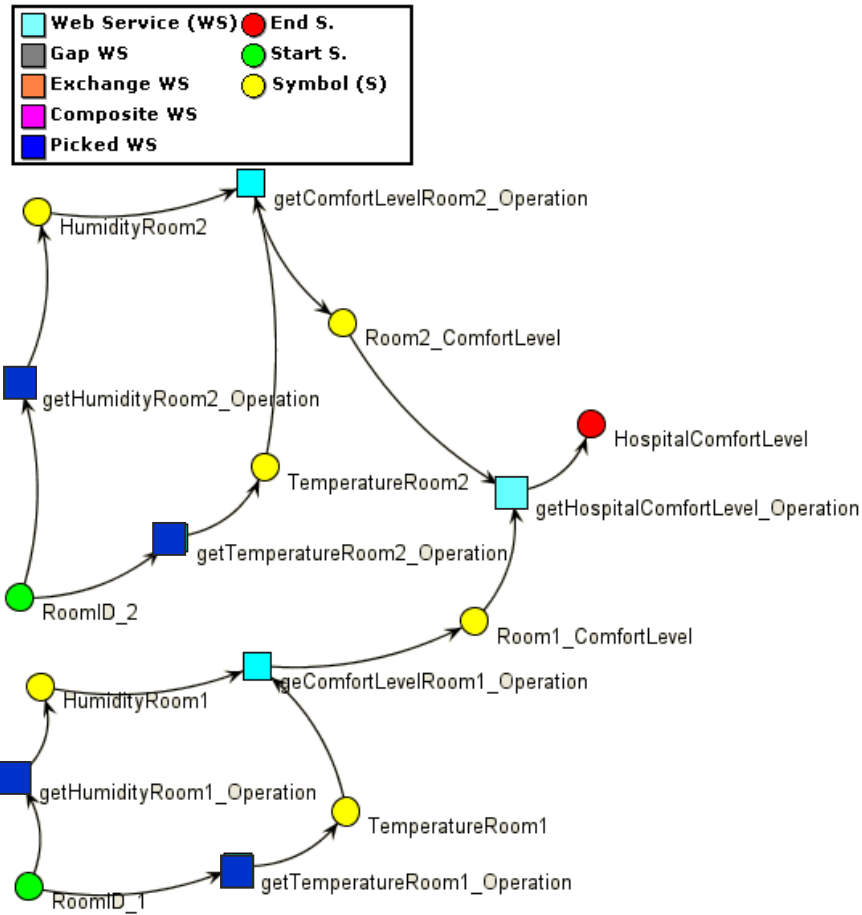 Web Service (WS) End S.
Gap WS Start S.
Exchange WS Symbol (S)
Composite WS
Picked WS
getComfortLevelRoom2_Operation
HumidityRoom2
Room2_ComfortLevel
getHumidityRoom2_Operation
HospitalComfortLevel
TemperatureRoom2
getHospitalComfortLevel_Operation
getTemperatureRoom2_Operation
RoomID_2
Room1_ComfortLevel
geComfortLevelRoom1_Operation
HumidityRoom1
getHumidityRoom1_Operation
TemperatureRoom1
getTemperatureRoom1_Operation
RoomID_1